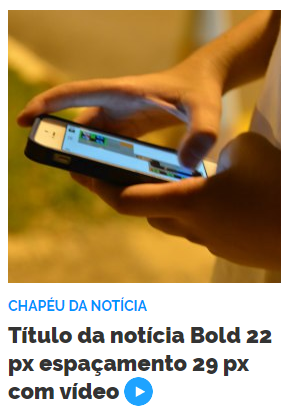 CHAPÉU DA NOTÍCIA
Título da notícia Bold 22
px espaçamento 29 px
com vídeo